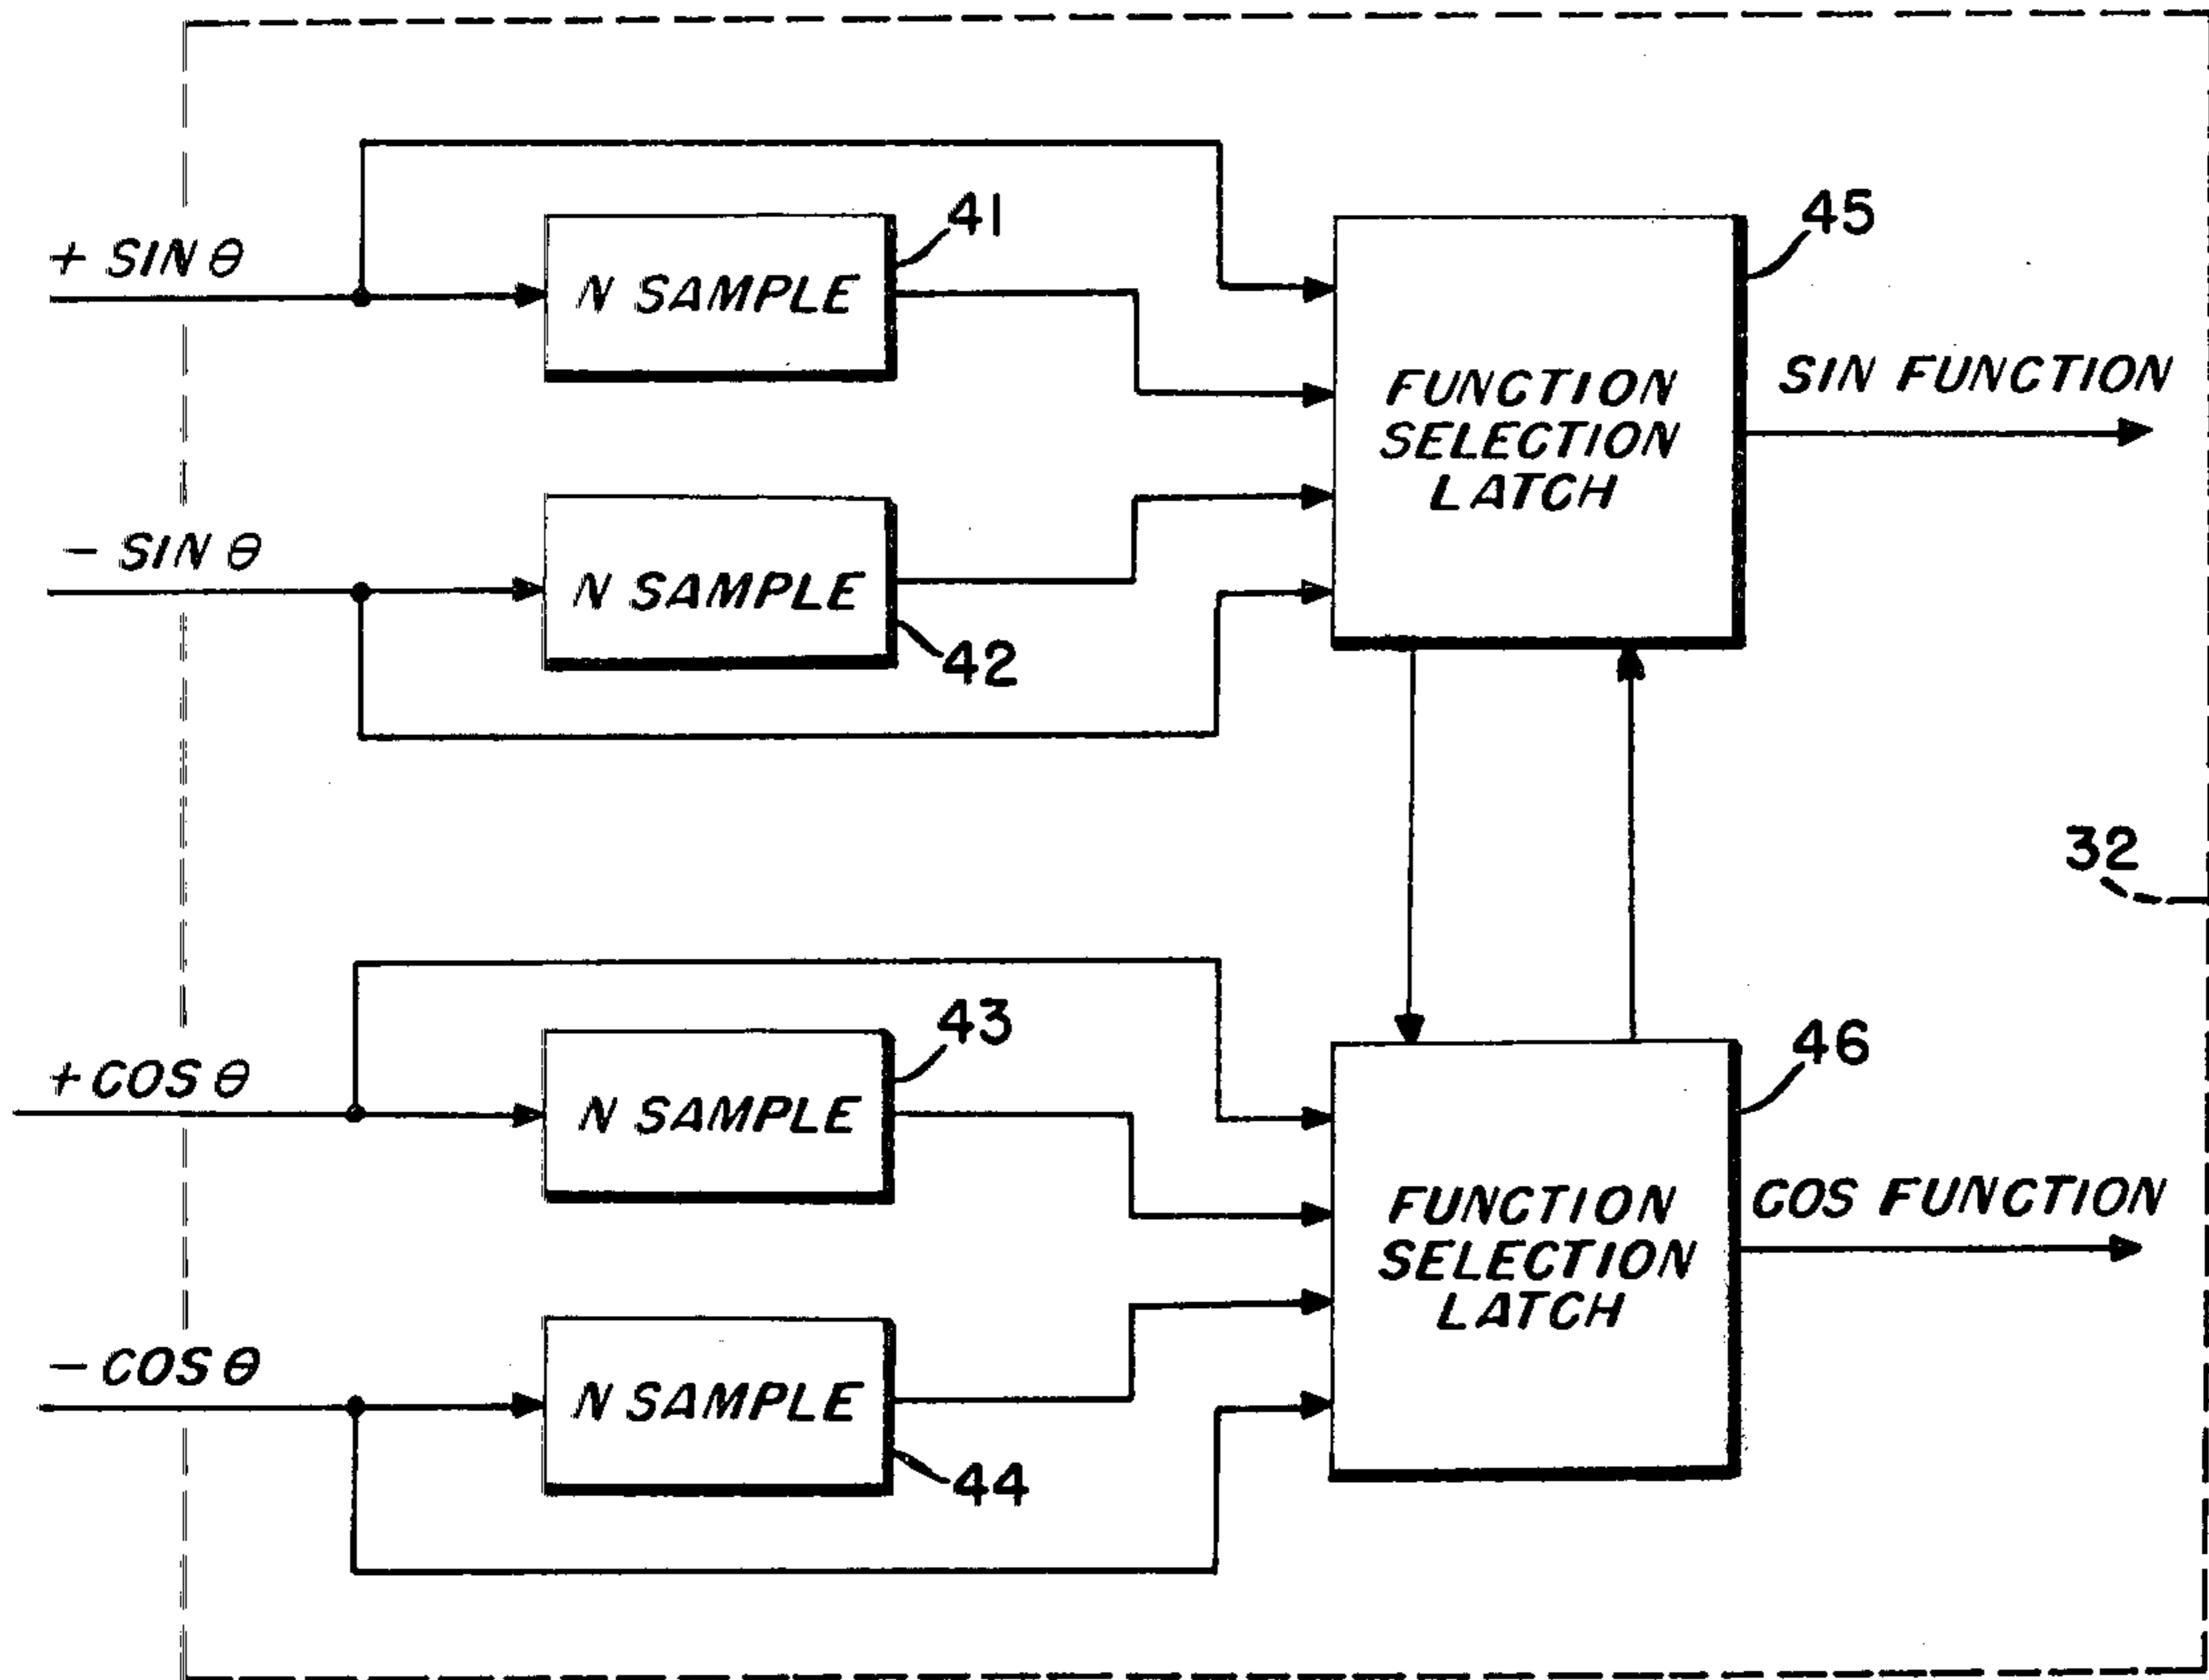 41
45
+ SIN θ
N SAMPLE
SIN FUNCTION
FUNCTION
SELECTION
LATCH
- SIN θ
N SAMPLE
42
32
43
46
+COS θ
N SAMPLE
COS FUNCTION
FUNCTION
SELECTION
LATCH
-COS θ
N SAMPLE
44